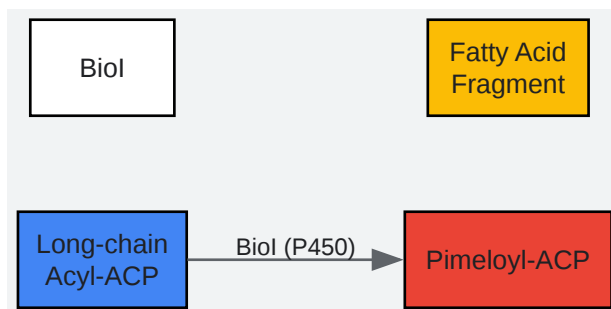 BioI
Fatty Acid
Fragment
Long-chain
Acyl-ACP
BioI (P450)
Pimeloyl-ACP